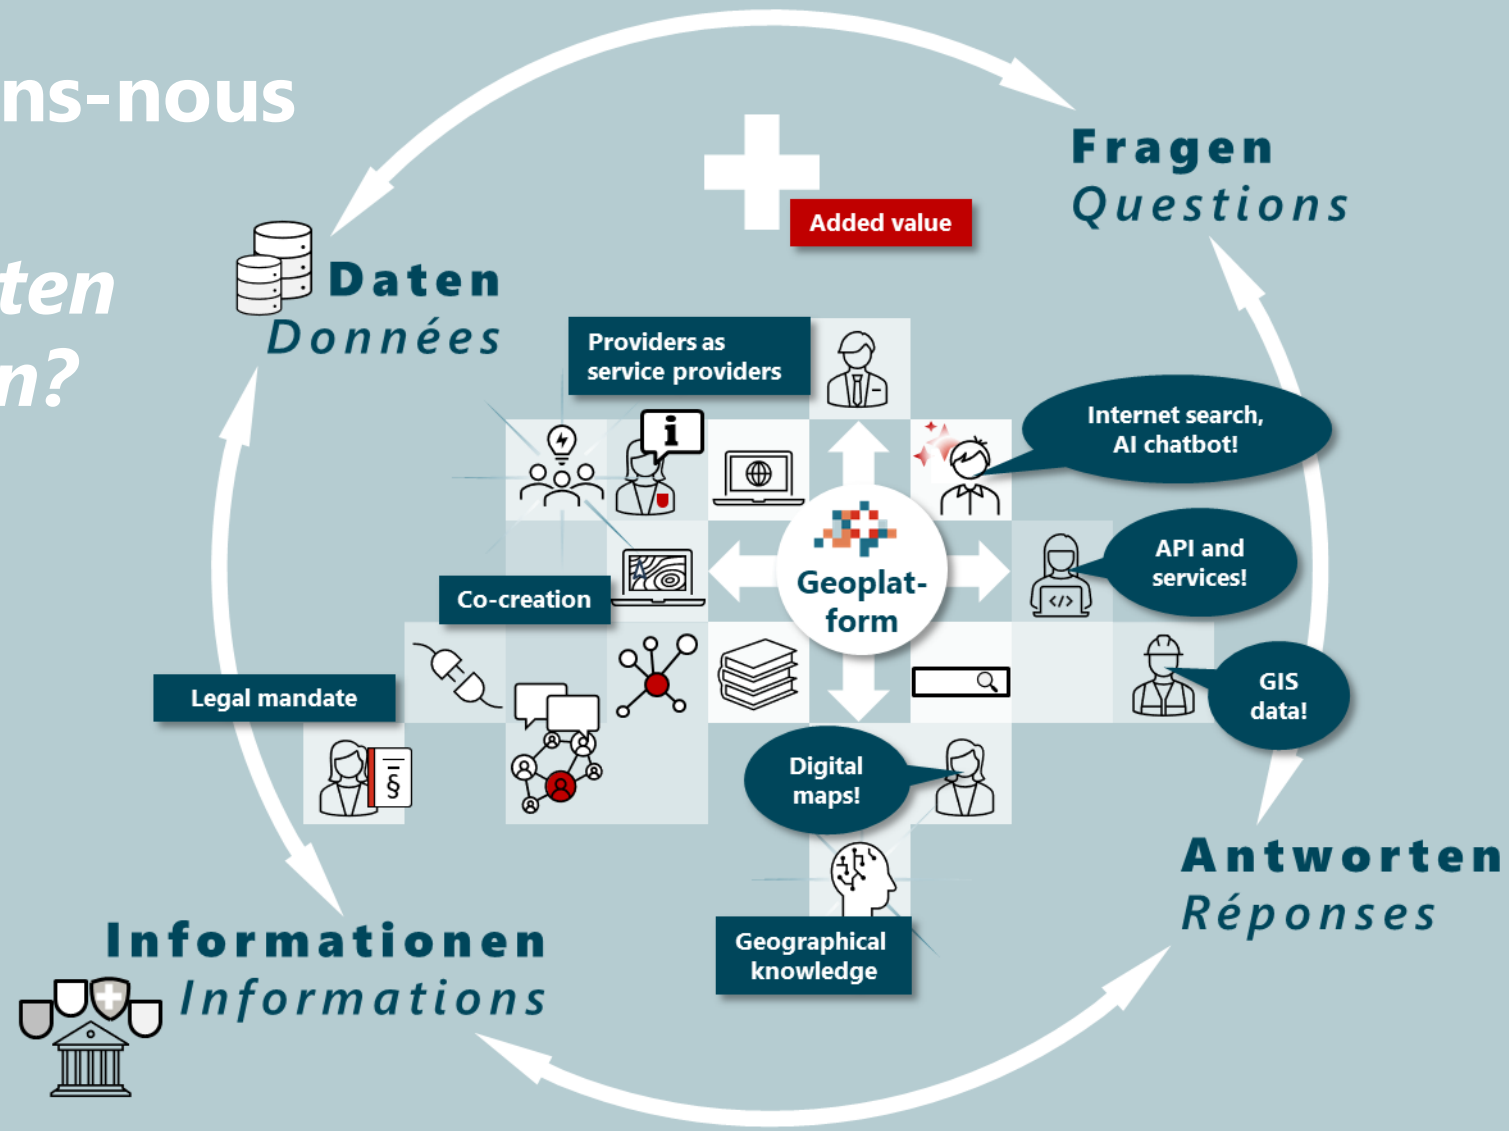 ns-nous
ten
n?
Fragen
Questions
Added value
Daten
Données
Providers as
service providers
i
Internet search,
AI chatbot!
API and
services!
Geoplat-
form
Co-creation
</>
GIS
data!
Legal mandate
§
Digital
maps!
Antworten
Réponses
Geographical
knowledge
Informationen
Informations